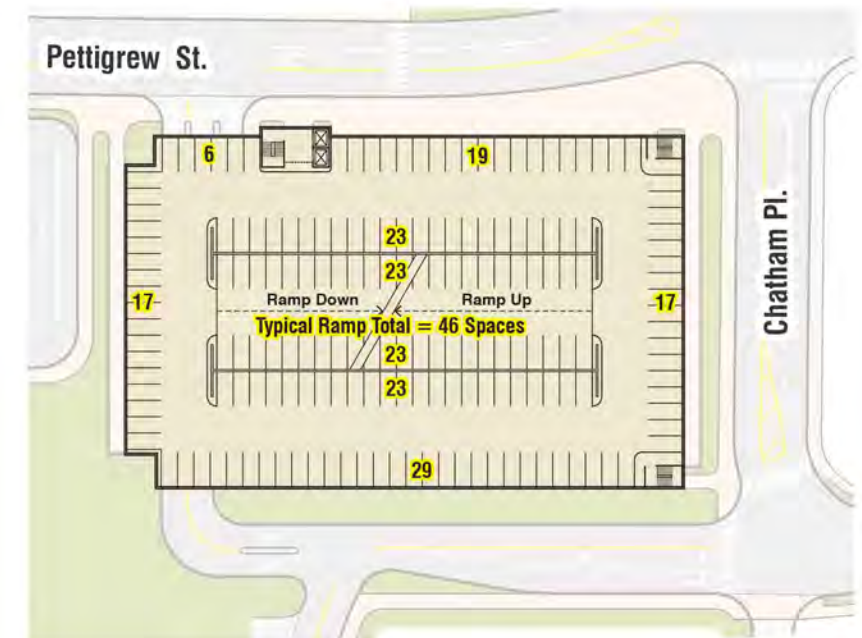 Pettigrew St.
6
19
23
23
17
Ramp Down
Ramp Up
17
Typical Ramp Total = 46 Spaces
23
23
29
Chatham Pl.